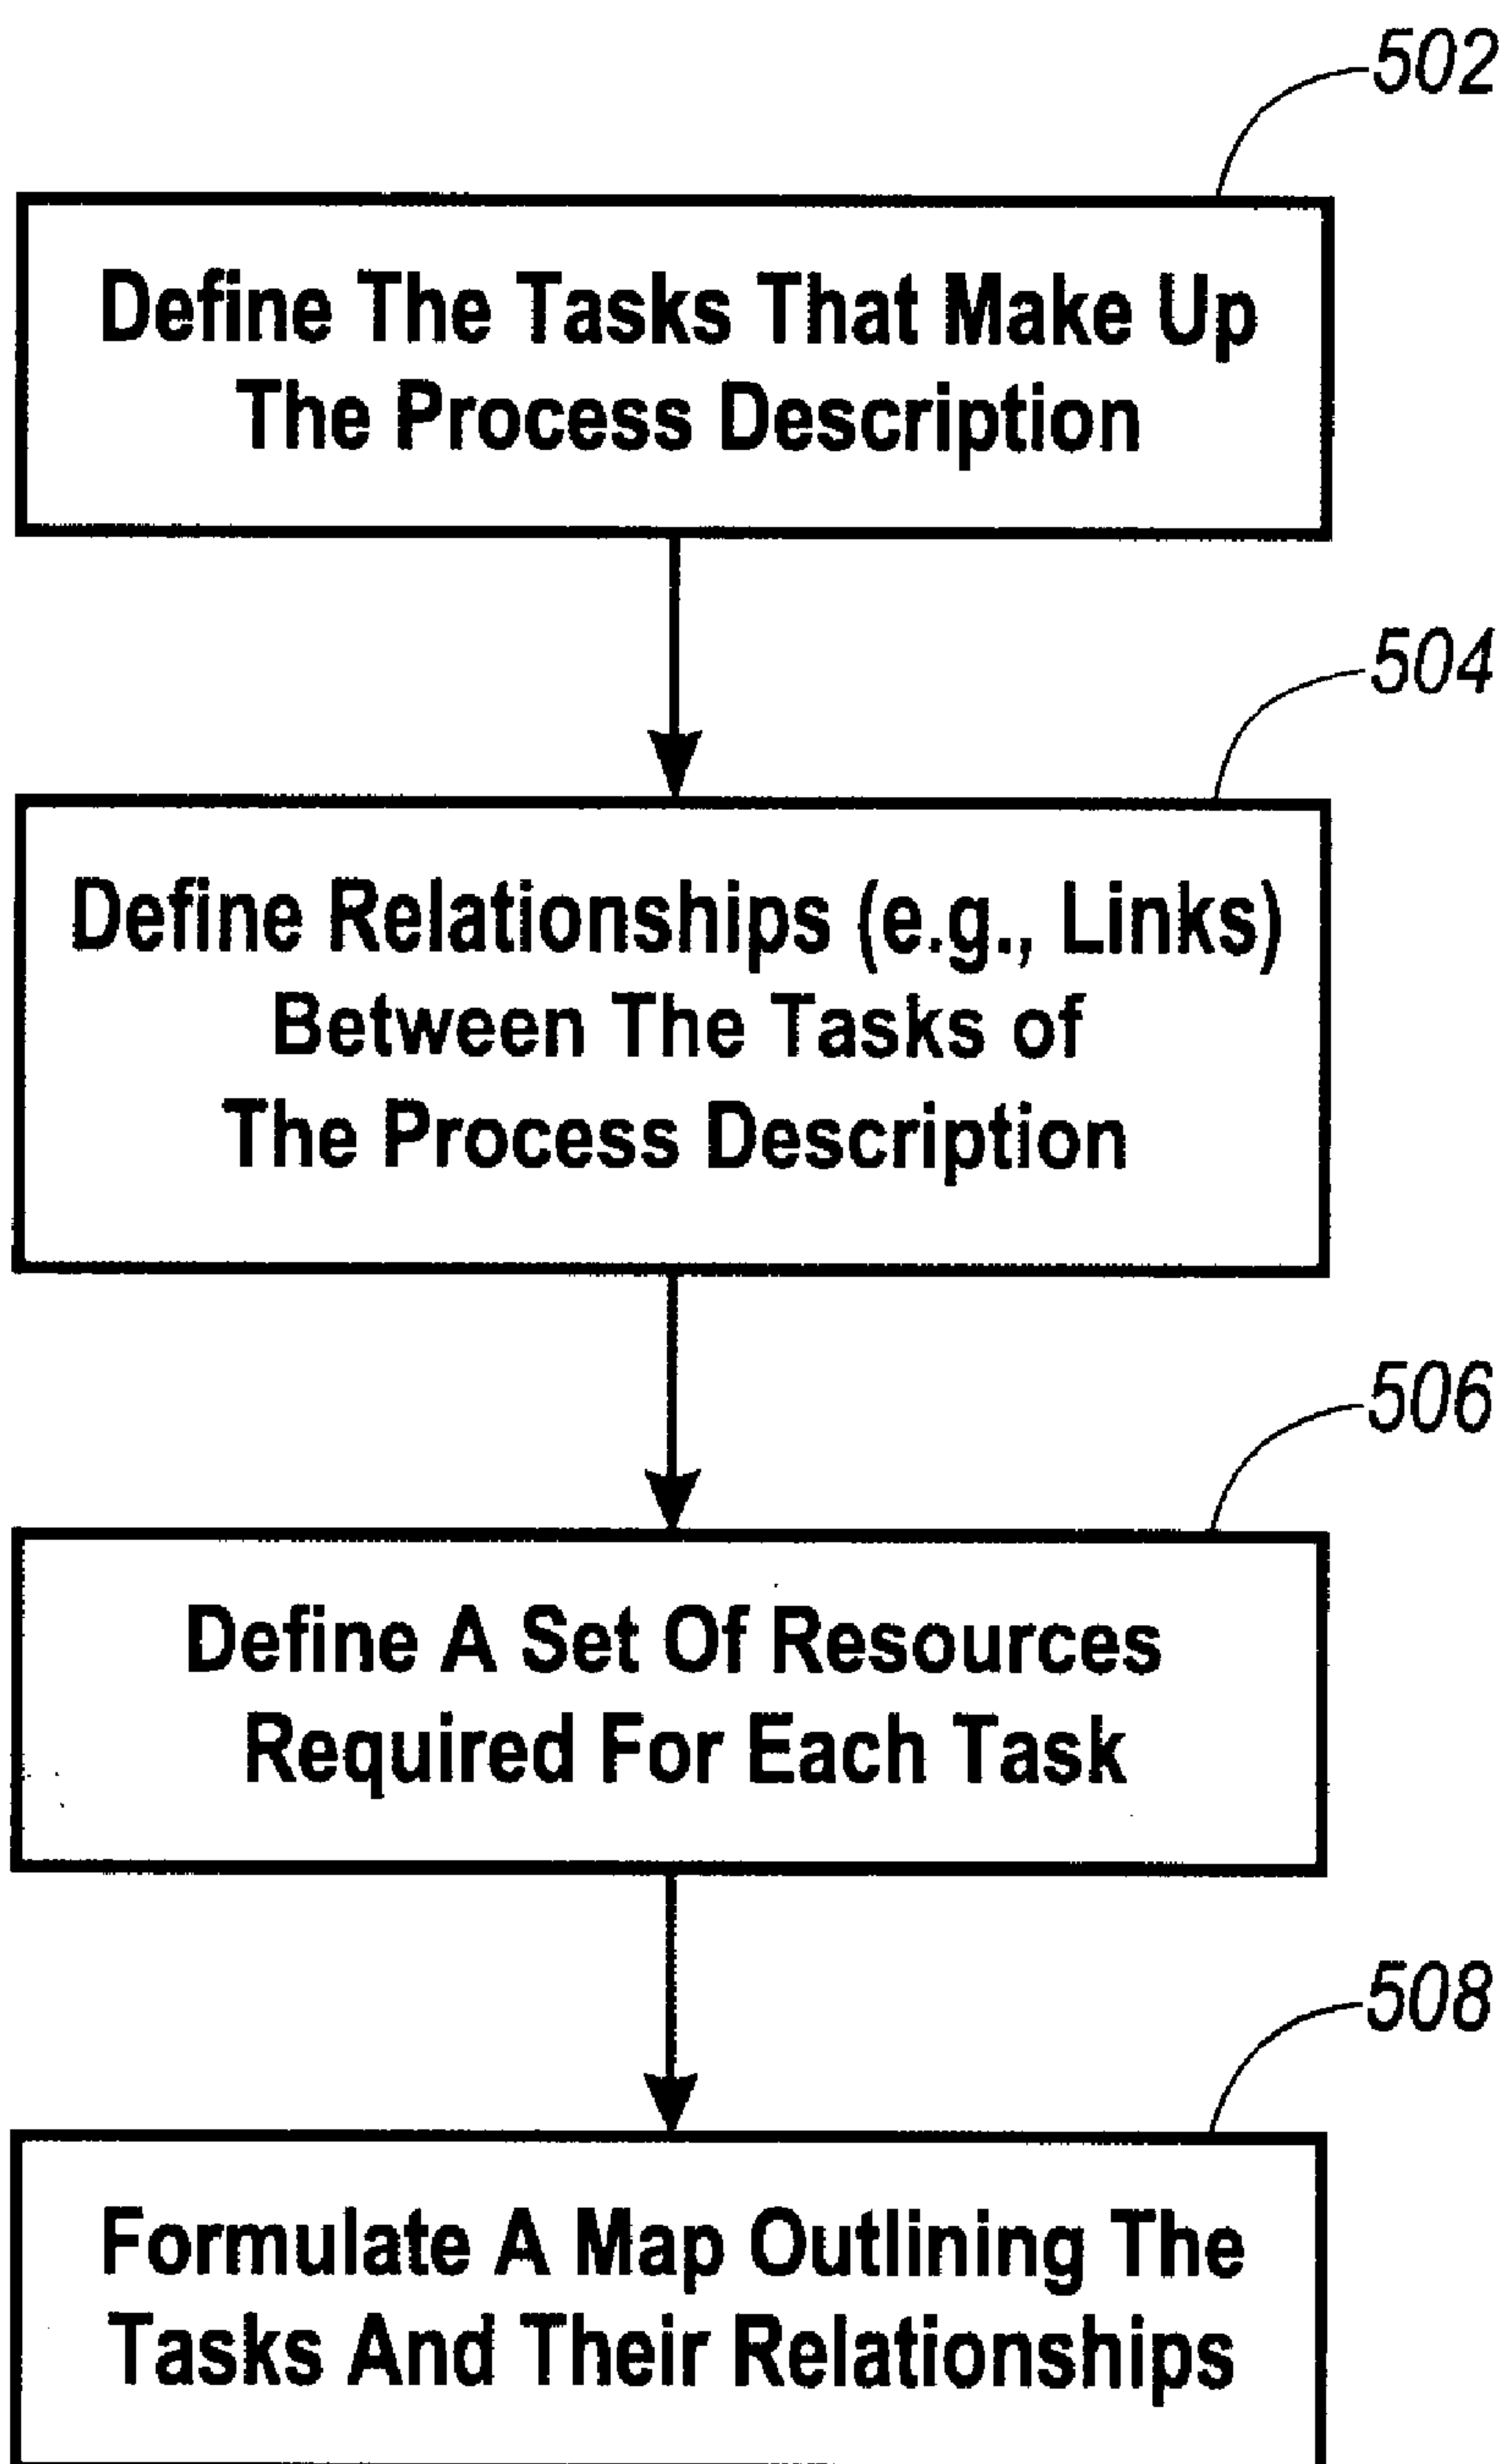 502
Define The Tasks That Make Up
The Process Description
504
Define Relationships (e.g., Links)
Between The Tasks of
The Process Description
506
Define A Set Of Resources
Required For Each Task
508
Formulate A Map Outlining The
Tasks And Their Relationships